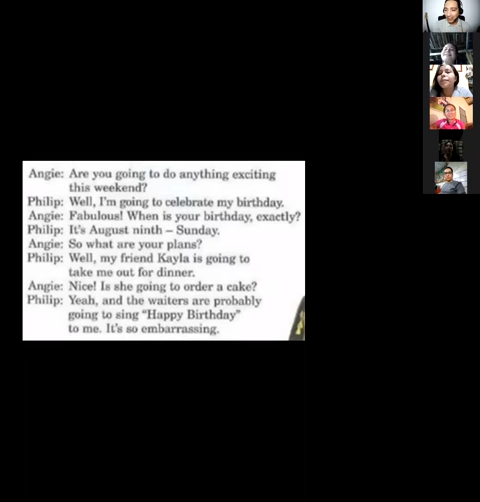 Angie: Are you going to do anything exciting
this weekend?
Philip: Well, I'm going to celebrate my birthday.
Angie: Fabulous! When is your birthday, exactly?
Philip: It's August ninth – Sunday.
Angie: So what are your plans?
Philip: Well, my friend Kayla is going to
take me out for dinner.
Angie: Nice! Is she going to order a cake?
Philip: Yeah, and the waiters are probably
going to sing "Happy Birthday"
to me. It's so embarrassing.